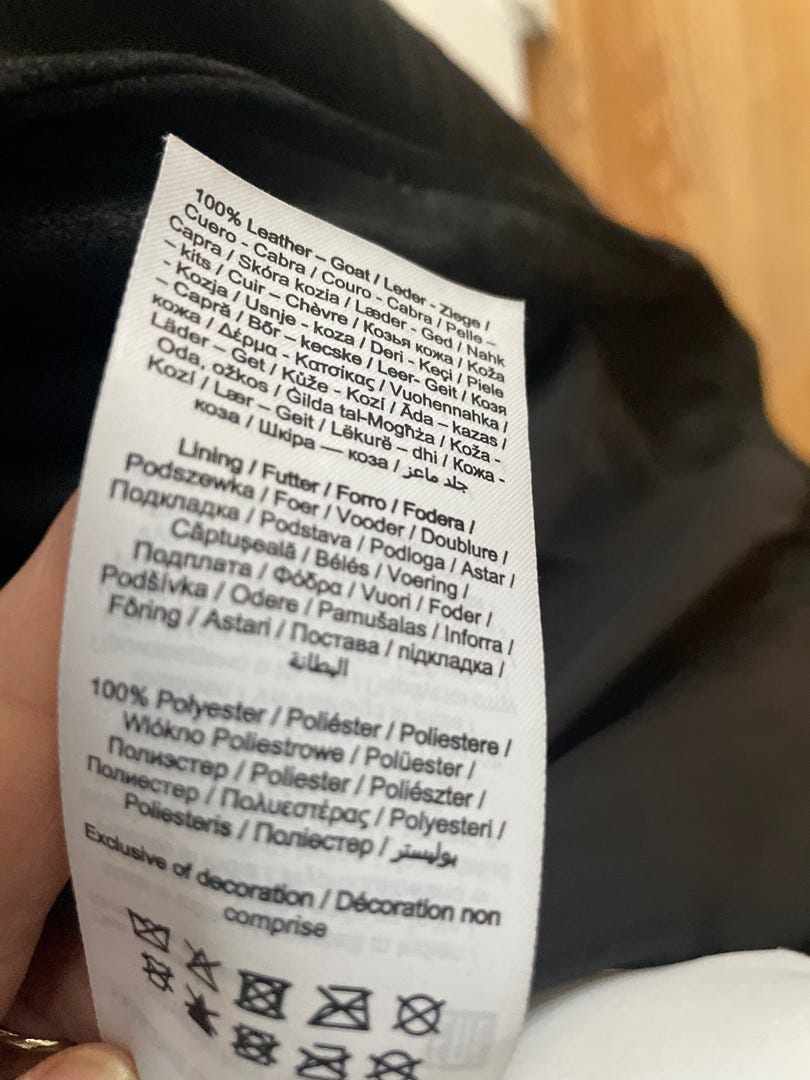 100% Leather – Goat / Leder - Ziege /
Cuero - Cabra / Couro - Cabra / Pelle –
Capra / Skóra kozia / Læder - Ged / Nahk
– kits / Cuir – Chèvre / Козья кожа / Koža
- Kozja / Usnje - koza / Deri - Keçi / Piele
– Capră / Bőr – kecske / Leer- Geit / Козя
кожа / Δέρμα - Κατσίκας / Vuohennahka /
Läder – Get / Kůže - Kozí / Āda – kazas /
Oda, ožkos / Ġilda tal-Mogħża / Koža -
Kozí / Lær – Geit / Lëkurë – dhi / Кожа -
коза / Шкіра — коза / جلد ماعز
Lining / Futter / Forro / Fodera /
Podszewka / Foer / Vooder / Doublure /
Подкладка / Podstava / Podloga / Astar /
Căptușeală / Bélés / Voering /
Подплата / Φόδρα / Vuori / Foder /
Podšívka / Odere / Pamušalas / Inforra /
Fôring / Astari / Постава / підкладка /
البطانة
100% Polyester / Poliéster / Poliestere /
Wlókno Poliestrowe / Polüester /
Полиэстер / Poliester / Poliészter /
Полиестер / Πολυεστέρας / Polyesteri /
Poliesteris / Поліестер / بوليستر
Exclusive of decoration / Décoration non
comprise